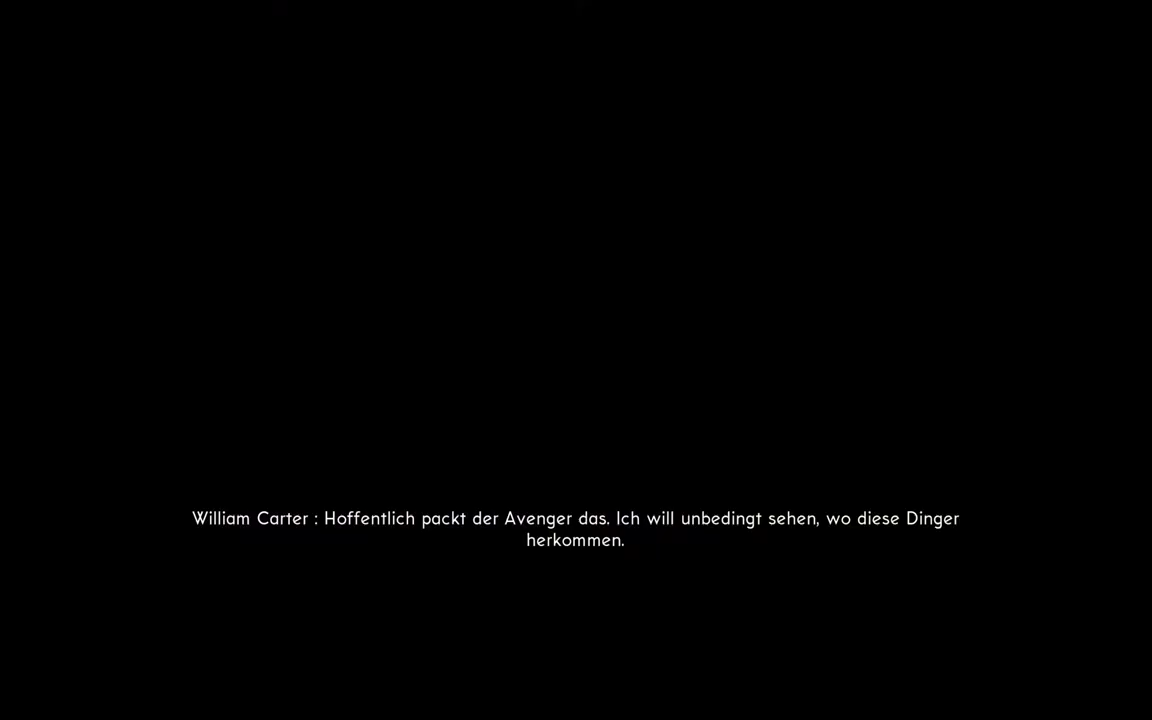 William Carter : Hoffentlich packt der Avenger das. Ich will unbedingt sehen, wo diese Dinger
herkommen.